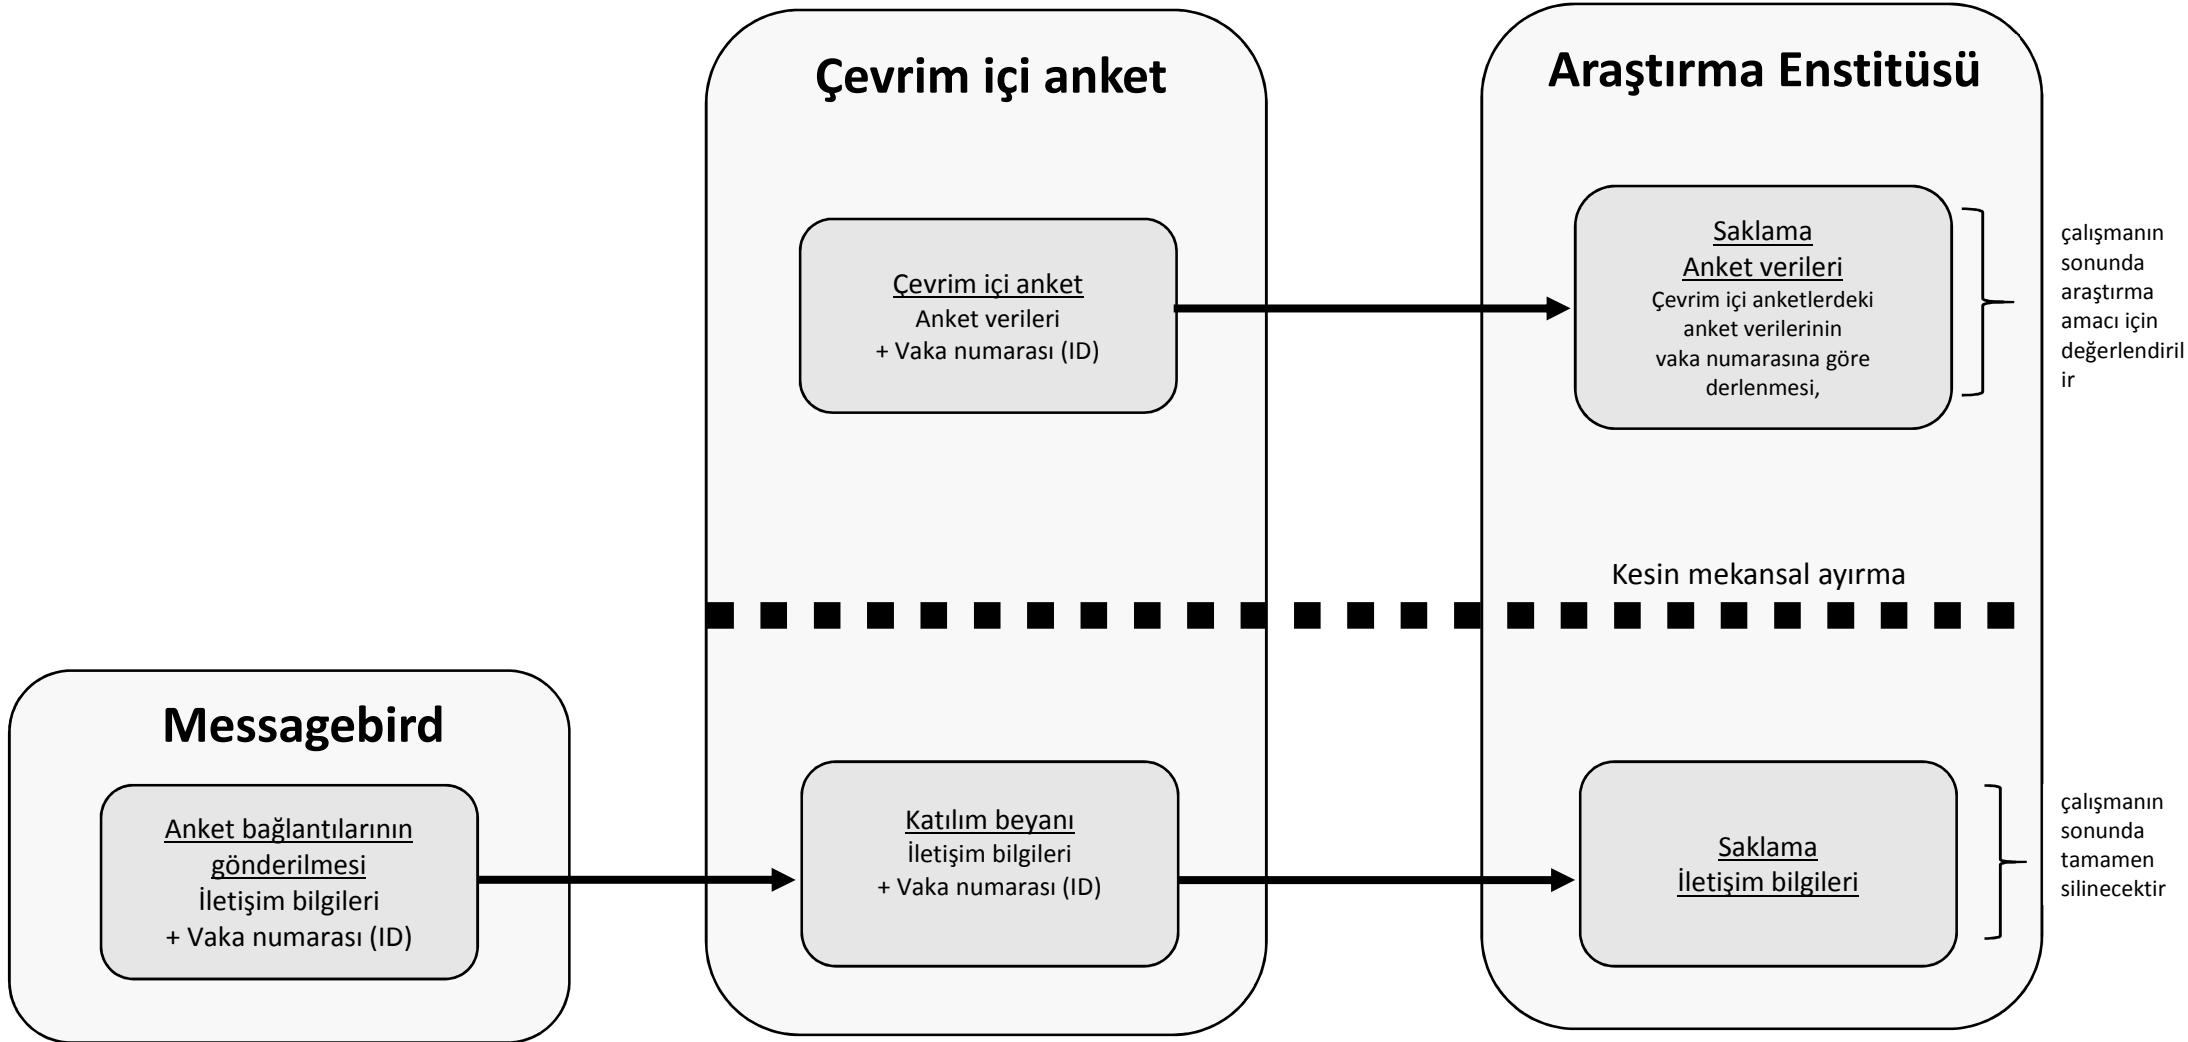 Çevrim içi anket
Araştırma Enstitüsü
Çevrim içi anket
Anket verileri
+ Vaka numarası (ID)
Saklama
Anket verileri
Çevrim içi anketlerdeki
anket verilerinin
vaka numarasına göre
derlenmesi,
çalışmanın
sonunda
araştırma
amacı için
değerlendiril
ir
Kesin mekansal ayırma
Messagebird
Anket bağlantılarının
gönderilmesi
İletişim bilgileri
+ Vaka numarası (ID)
Katılım beyanı
İletişim bilgileri
+ Vaka numarası (ID)
Saklama
İletişim bilgileri
çalışmanın
sonunda
tamamen
silinecektir